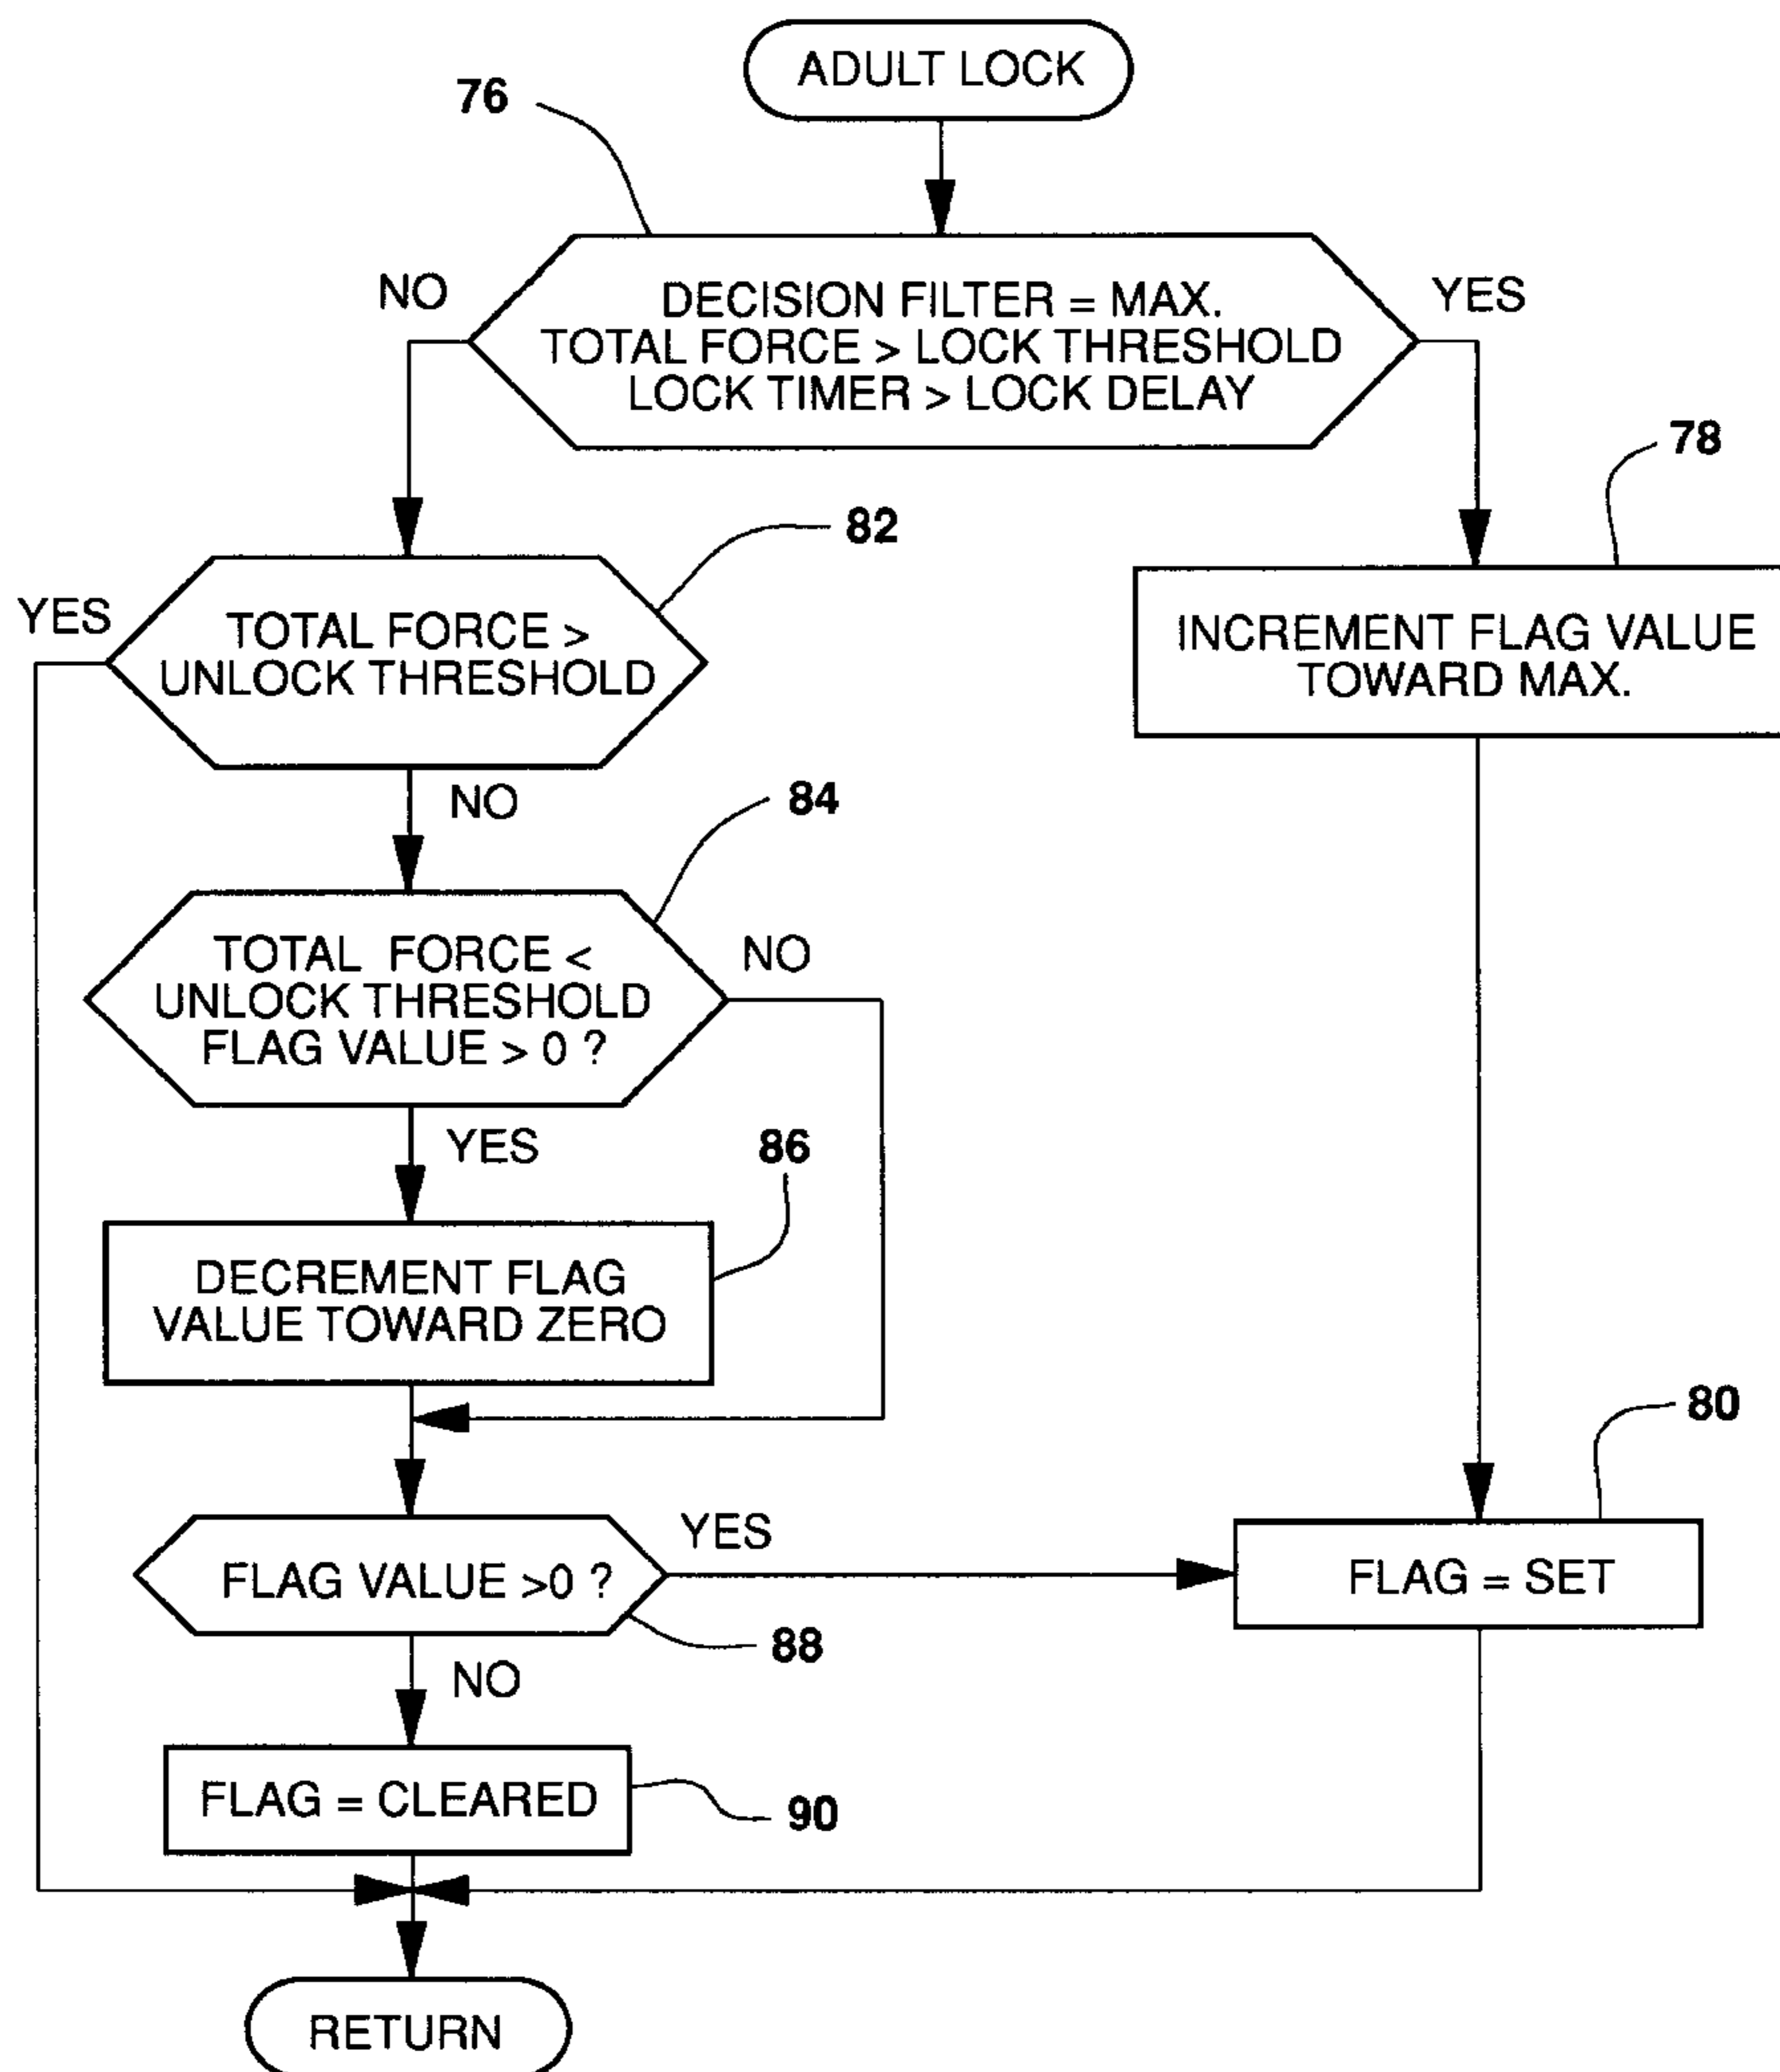 ADULT LOCK
76
NO
DECISION FILTER = MAX.
TOTAL FORCE > LOCK THRESHOLD
LOCK TIMER > LOCK DELAY
YES
78
82
YES
TOTAL FORCE >
UNLOCK THRESHOLD
INCREMENT FLAG VALUE
TOWARD MAX.
NO
84
TOTAL FORCE <
UNLOCK THRESHOLD
FLAG VALUE > 0 ?
NO
YES
86
DECREMENT FLAG
VALUE TOWARD ZERO
80
FLAG VALUE >0 ?
YES
FLAG = SET
88
NO
FLAG = CLEARED
90
RETURN